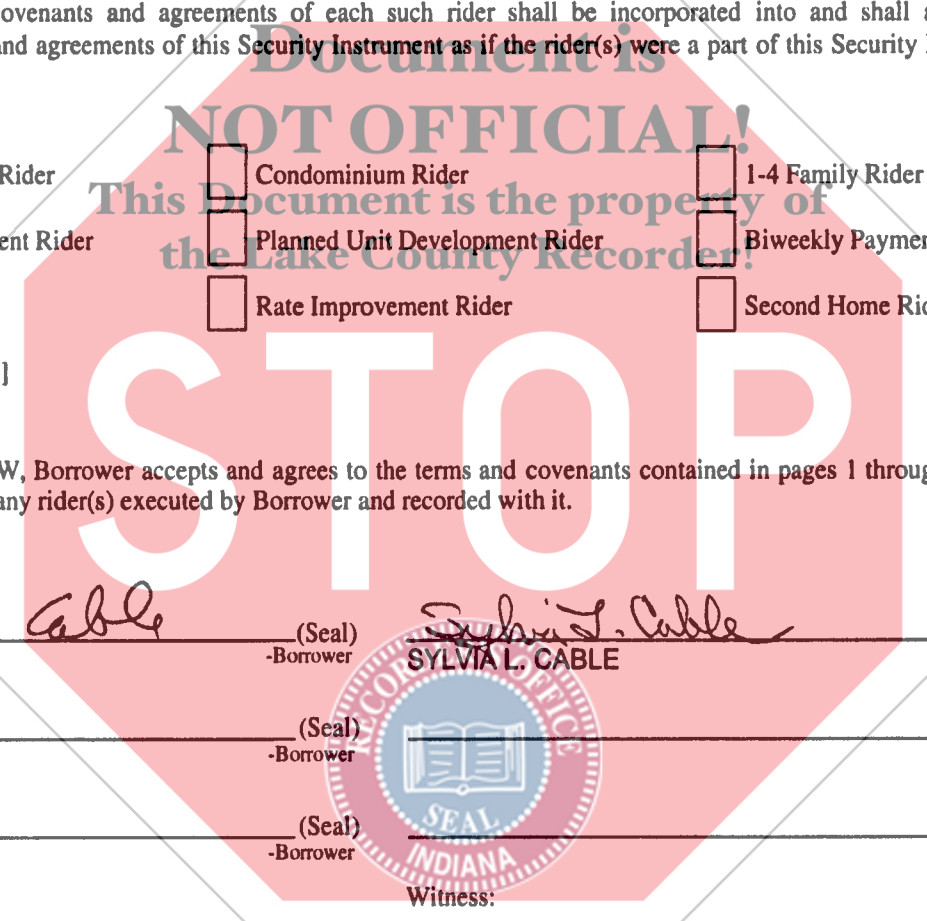 ovenants and agreements of each such rider shall be incorporated into and shall a
nd agreements of this Security Instrument as if the rider(s) were a part of this Security
Document is
NOT OFFICIAL!
This Document is the property of
the Lake County Recorder!
Rider Condominium Rider 1-4 Family Rider
ent Rider Planned Unit Development Rider Biweekly Paymen
Rate Improvement Rider Second Home Rid
]
STOP
W, Borrower accepts and agrees to the terms and covenants contained in pages 1 throug
any rider(s) executed by Borrower and recorded with it.
Cable (Seal) Sylvia L. Cable
-Borrower SYLVIA L. CABLE
RECORDER'S OFFICE
(Seal)
-Borrower
SEAL
(Seal)
-Borrower
INDIANA
Witness: